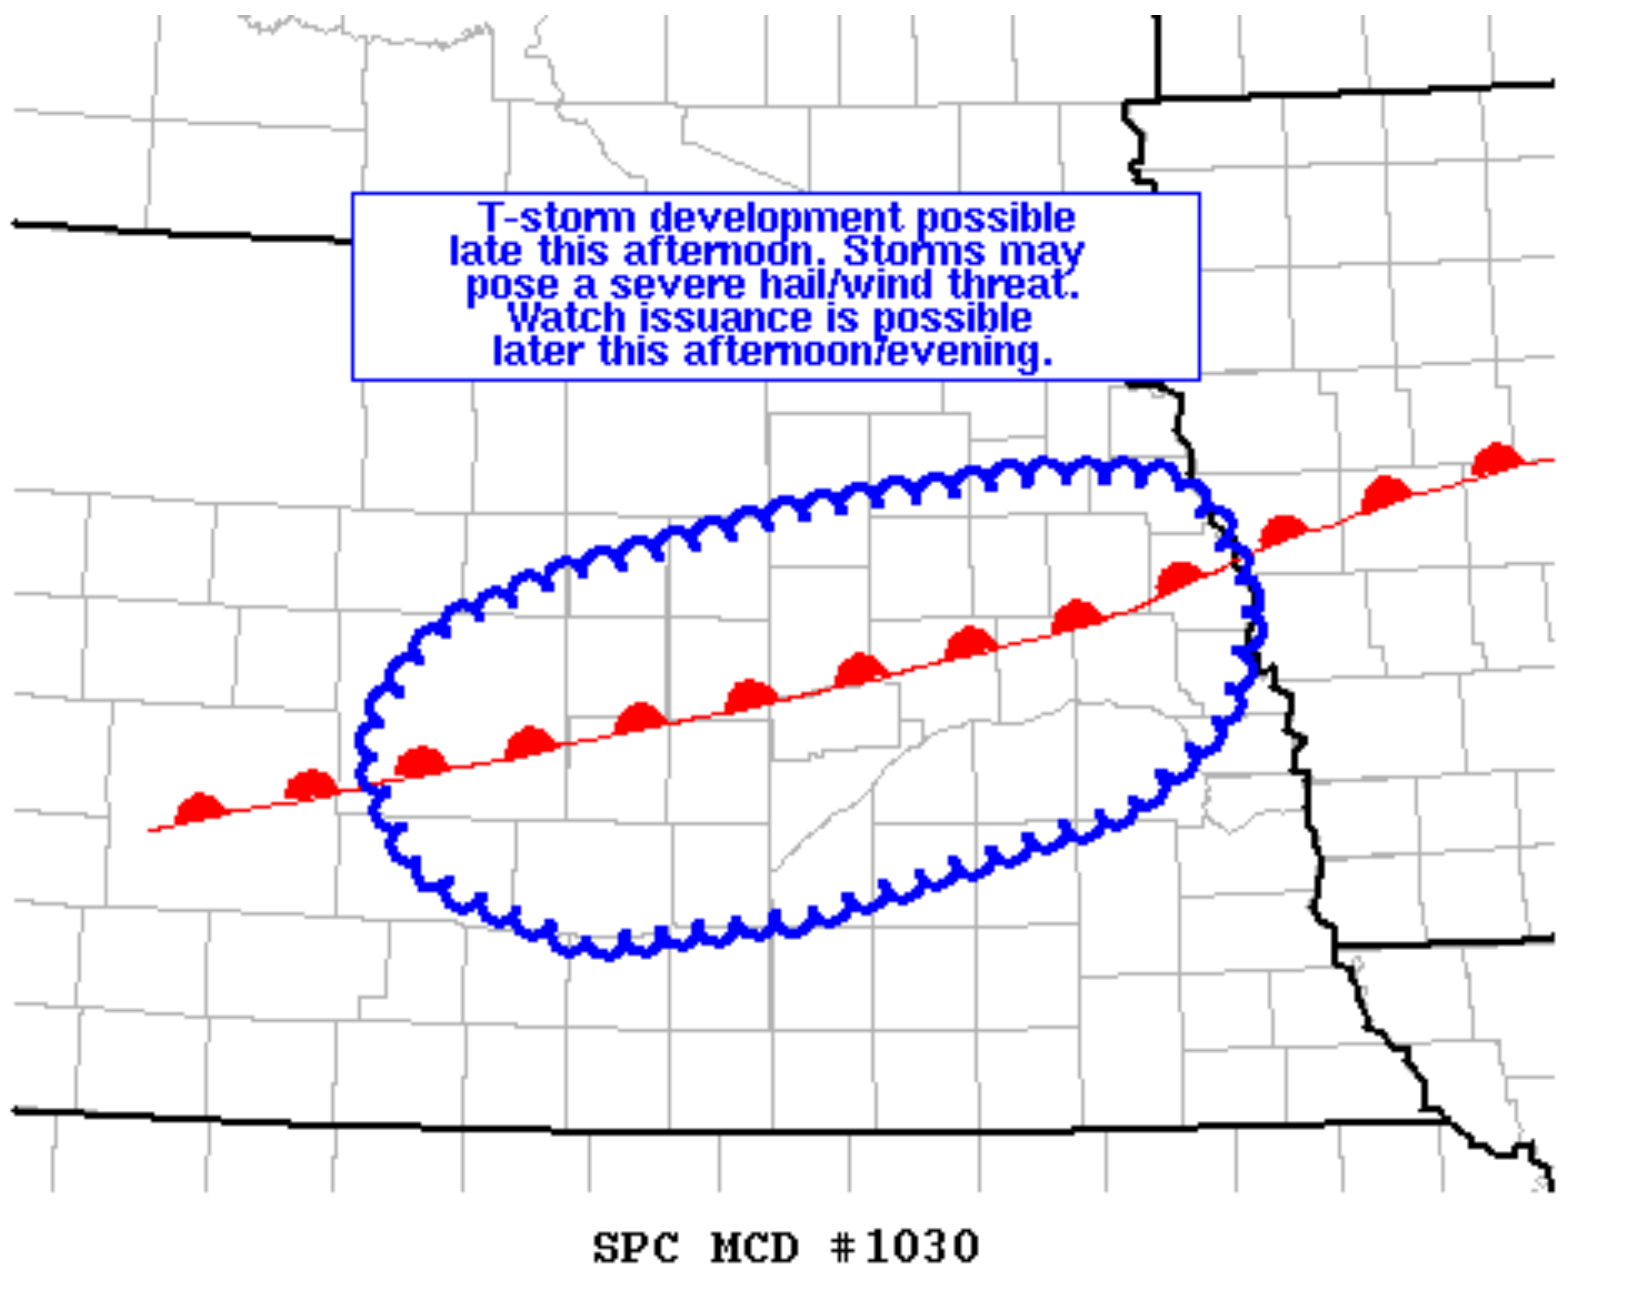 T-storm development possible
late this afternoon. Storms may
pose a severe hail/wind threat.
Watch issuance is possible
later this afternoon/evening.
SPC MCD #1030